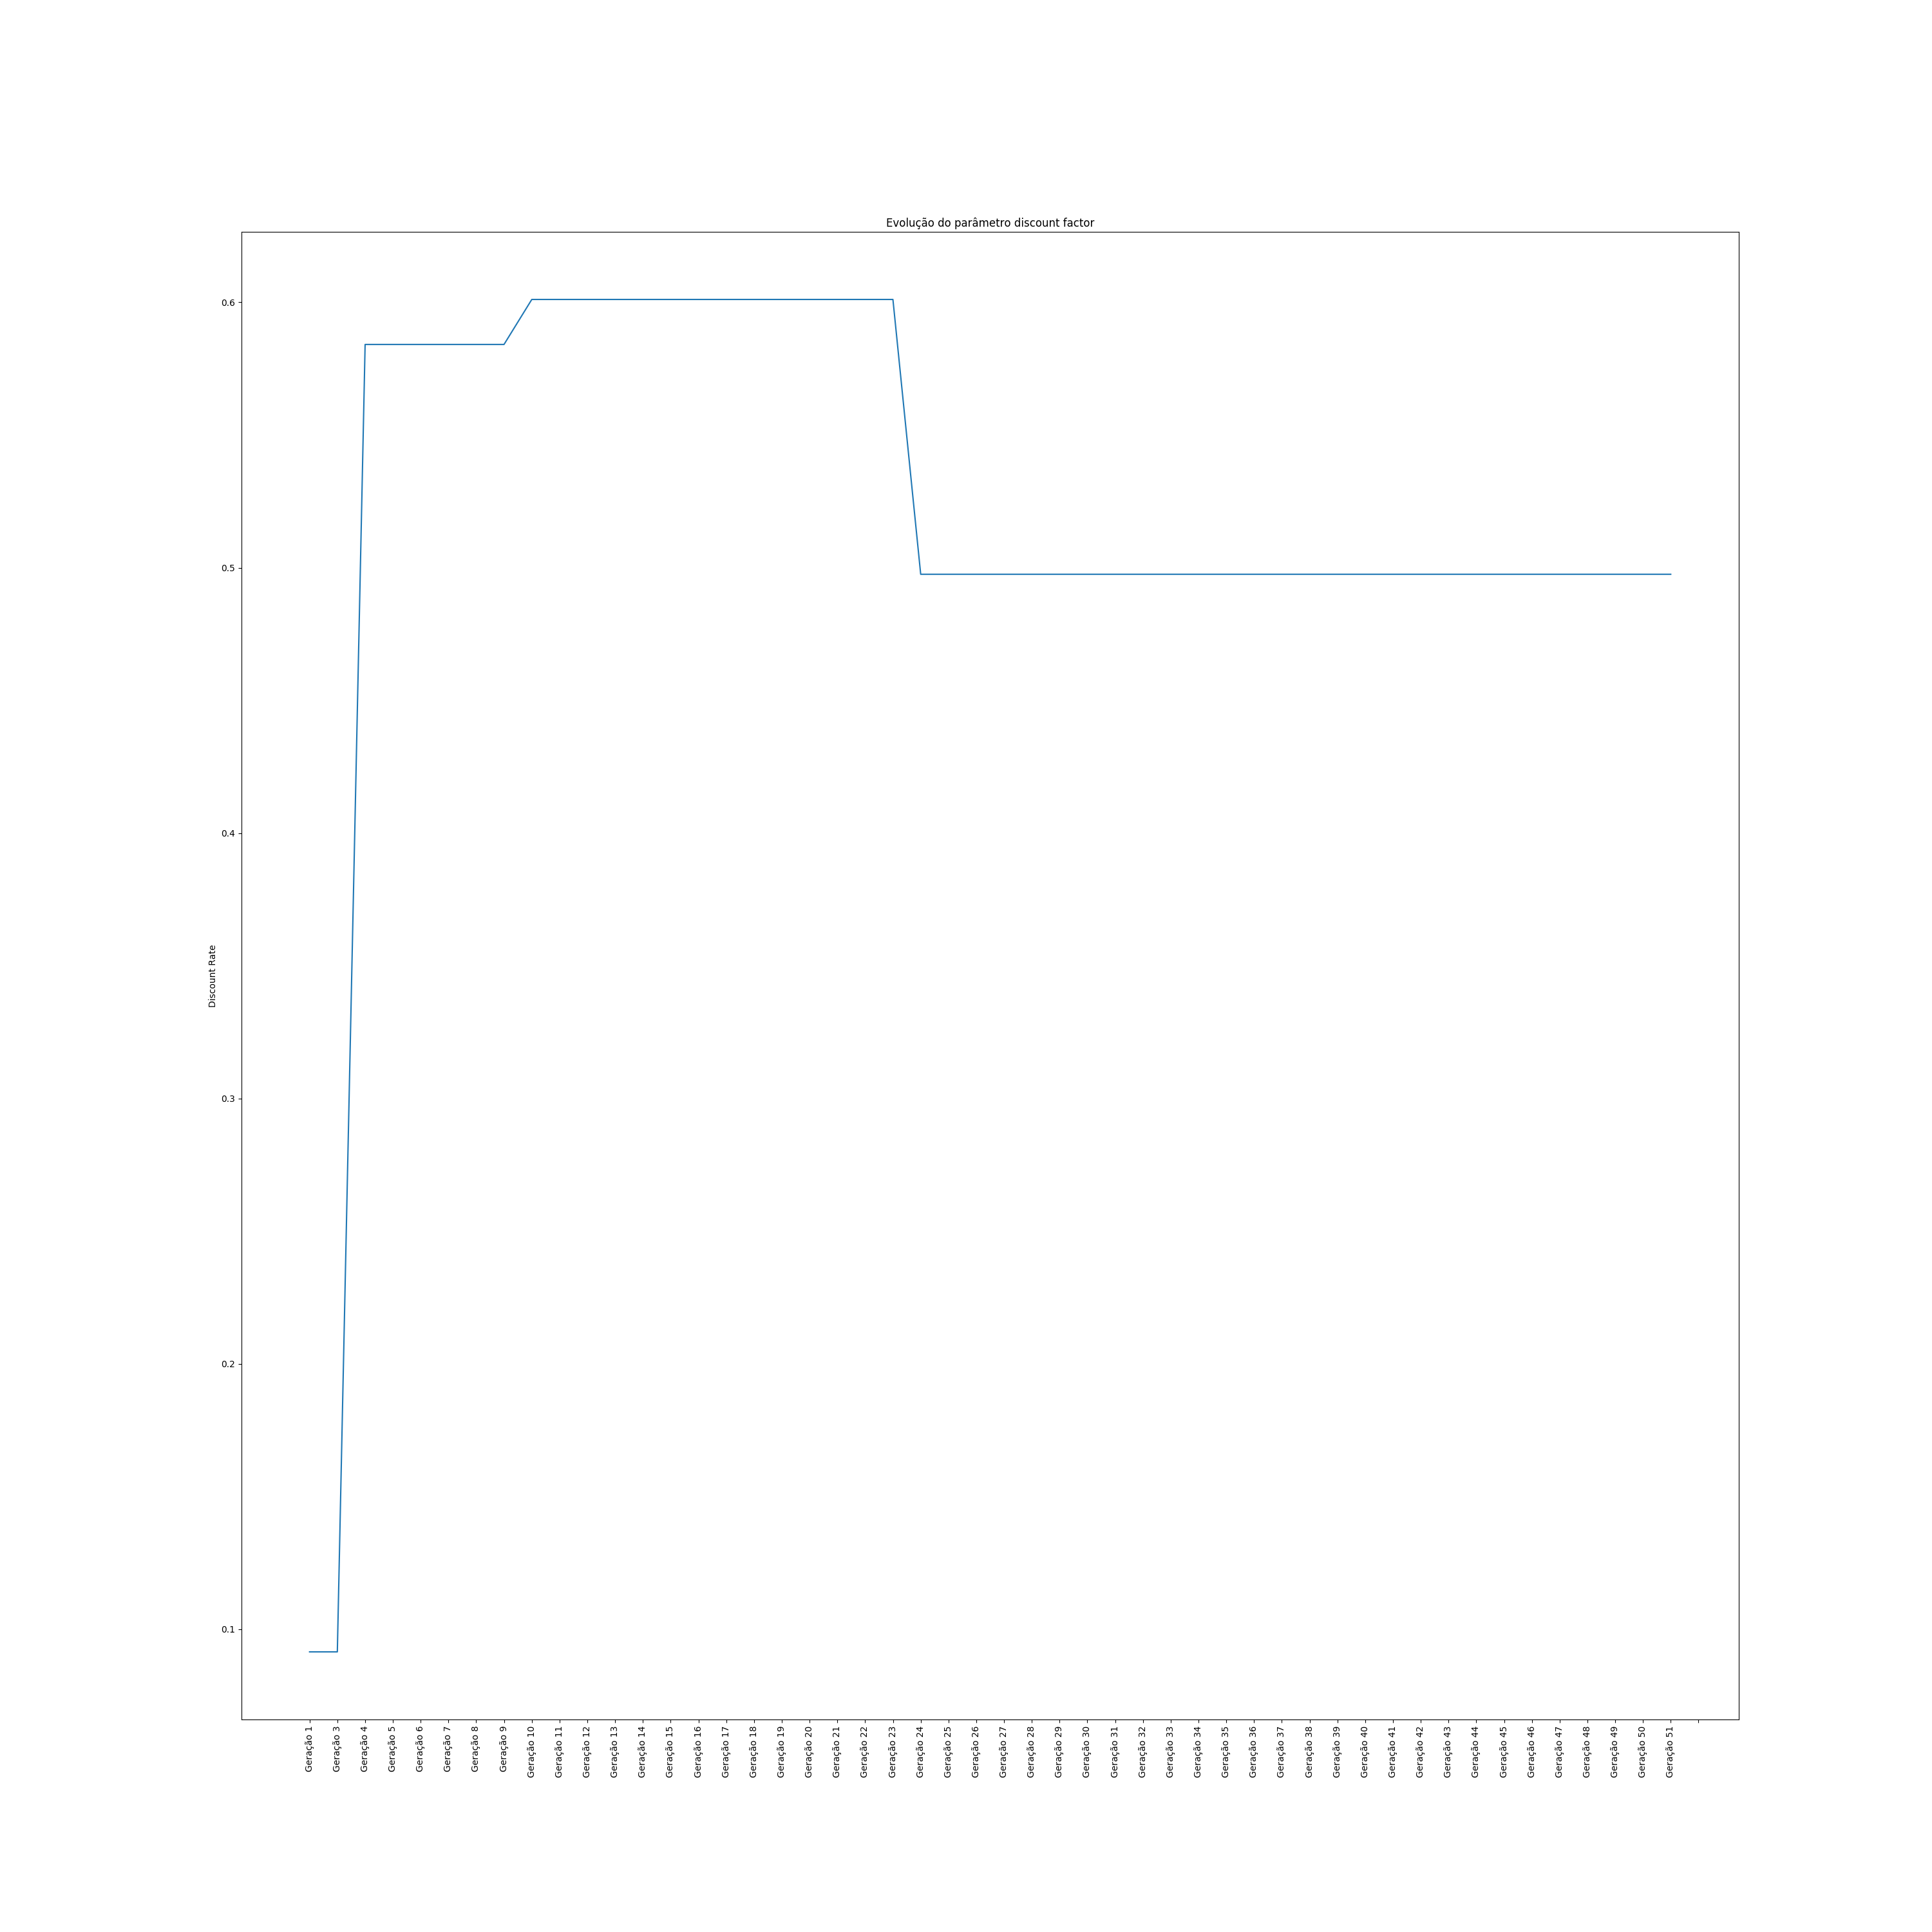 Evolução do parâmetro discount factor
0.6
0.5
0.4
0.3
0.2
0.1
Discount Rate
Geração 1
Geração 3
Geração 4
Geração 5
Geração 6
Geração 7
Geração 8
Geração 9
Geração 10
Geração 11
Geração 12
Geração 13
Geração 14
Geração 15
Geração 16
Geração 17
Geração 18
Geração 19
Geração 20
Geração 21
Geração 22
Geração 23
Geração 24
Geração 25
Geração 26
Geração 27
Geração 28
Geração 29
Geração 30
Geração 31
Geração 32
Geração 33
Geração 34
Geração 35
Geração 36
Geração 37
Geração 38
Geração 39
Geração 40
Geração 41
Geração 42
Geração 43
Geração 44
Geração 45
Geração 46
Geração 47
Geração 48
Geração 49
Geração 50
Geração 51